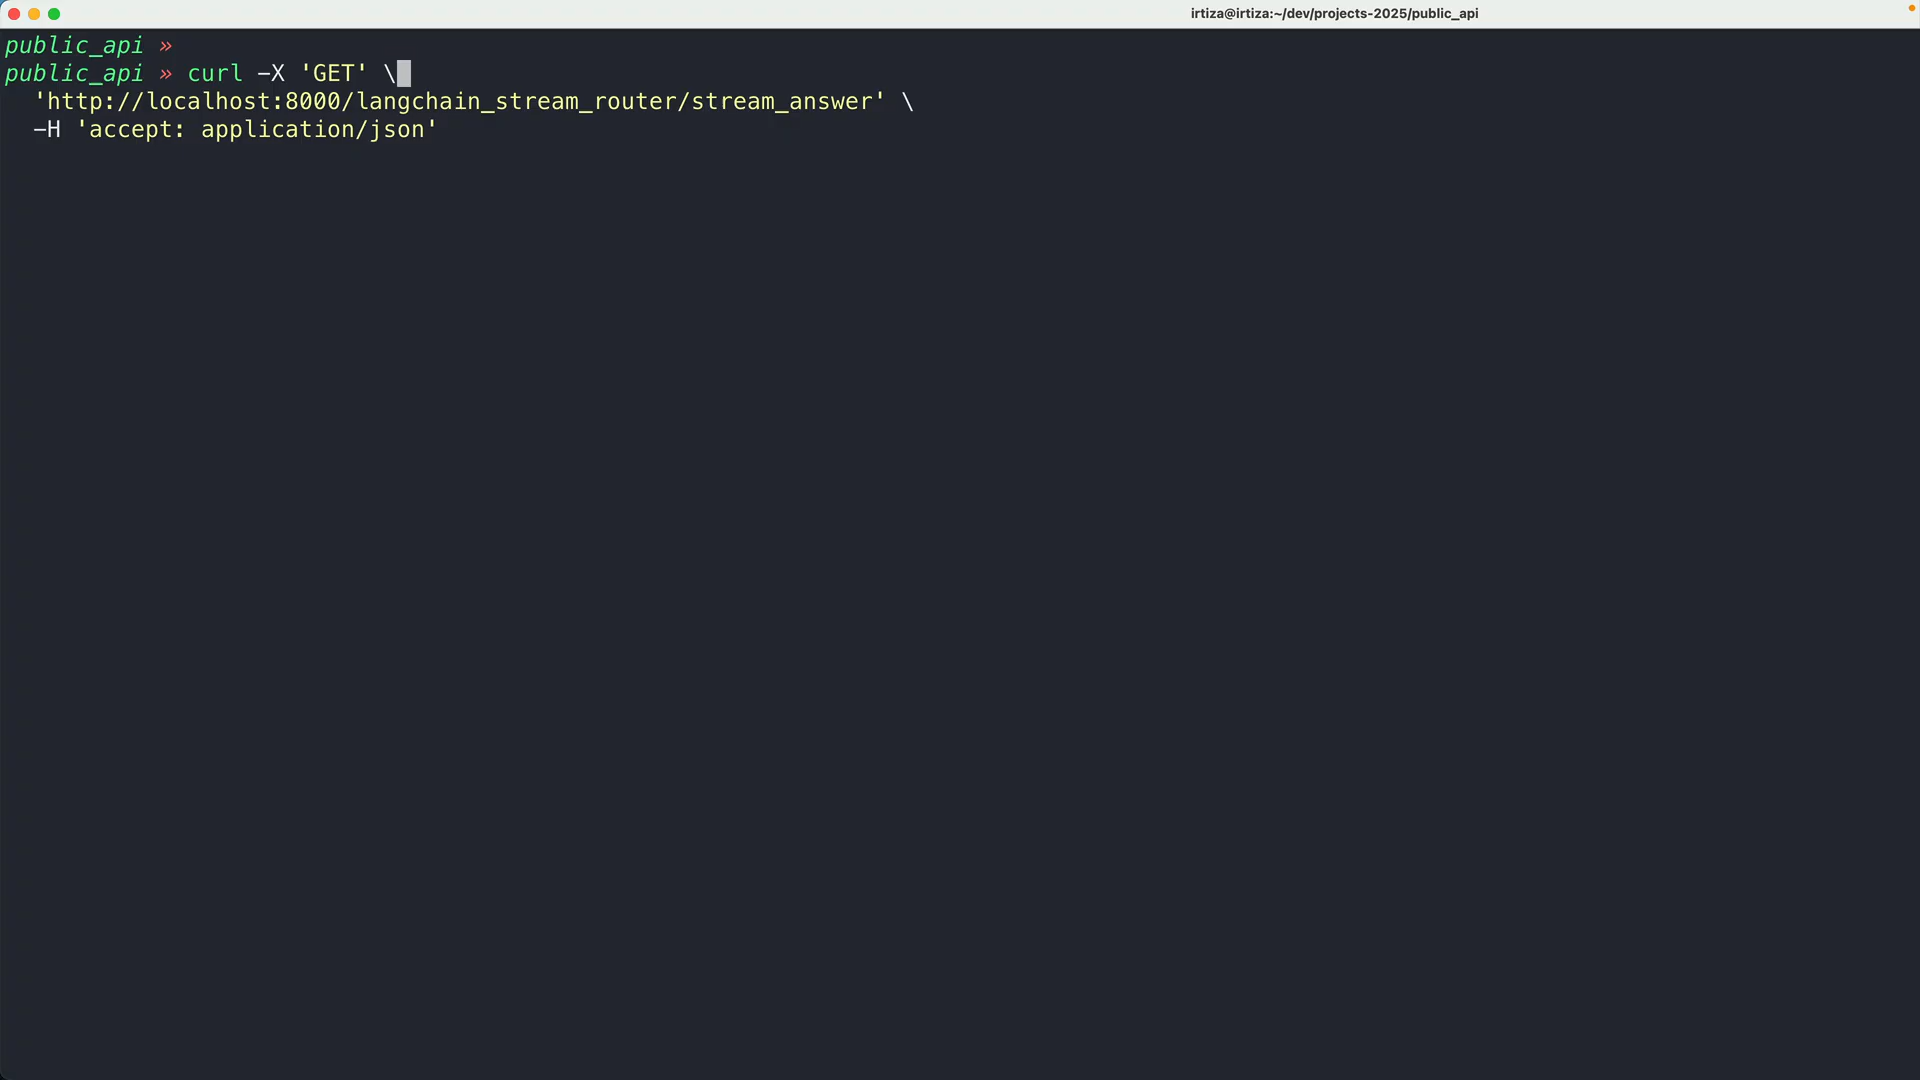 irtiza@irtiza:~/dev/projects-2025/public_api
public_api »
public_api » curl -X 'GET' \
  'http://localhost:8000/langchain_stream_router/stream_answer' \
  -H 'accept: application/json'